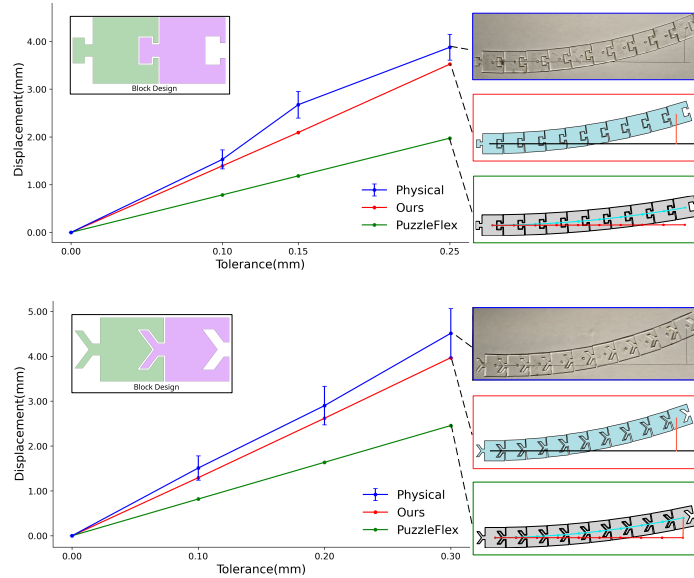 4.00
3.00
2.00
1.00
0.00
Displacement(mm)
Block Design
Physical
Ours
PuzzleFlex
0.00
0.10
0.15
0.25
Tolerance(mm)
5.00
4.00
3.00
2.00
1.00
0.00
Displacement(mm)
Block Design
Physical
Ours
PuzzleFlex
0.00
0.10
0.20
0.30
Tolerance(mm)